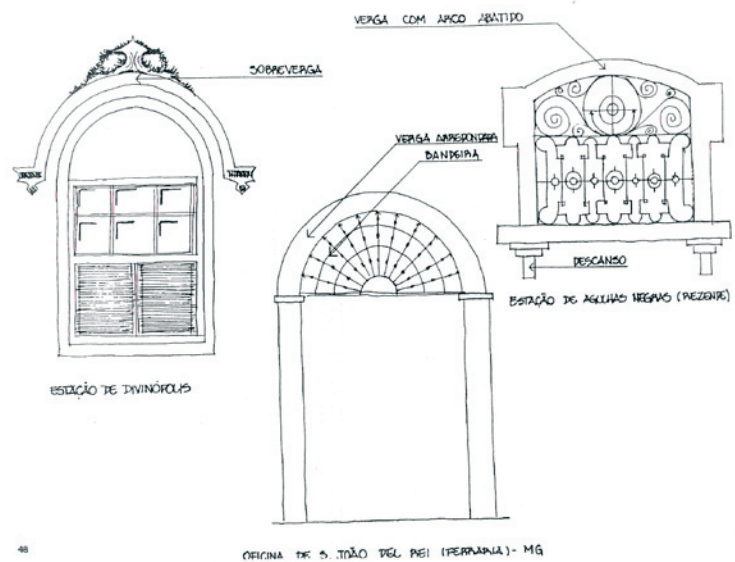 VERGA COM ARCO ABATIDO
SOBREVERGA
VERGA ARREDONDADA
BANDEIRA
DESCANSO
ESTAÇÃO DE AGULHAS NEGRAS (REZENDE)
ESTAÇÃO DE DIVINÓPOLIS
48
OFICINA DE S. JOÃO DEL REI (FERRARIA) - MG